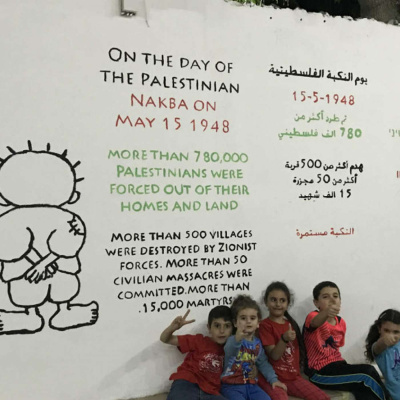 ON THE DAY OF
THE PALESTINIAN
NAKBA ON
MAY 15 1948
MORE THAN 780,000
PALESTINIANS WERE
FORCED OUT OF THEIR
HOMES AND LAND
MORE THAN 500 VILLAGES
WERE DESTROYED BY ZIONIST
FORCES. MORE THAN 50
CIVILIAN MASSACRES WERE
COMMITTED. MORE THAN
15,000 MARTYRS.
يوم النكبة الفلسطينية
15-5-1948
تم طرد أكثر من
780 ألف فلسطيني
هدم أكثر من 500 قرية
أكثر من 50 مجزرة
15 ألف شهيد
النكبة مستمرة